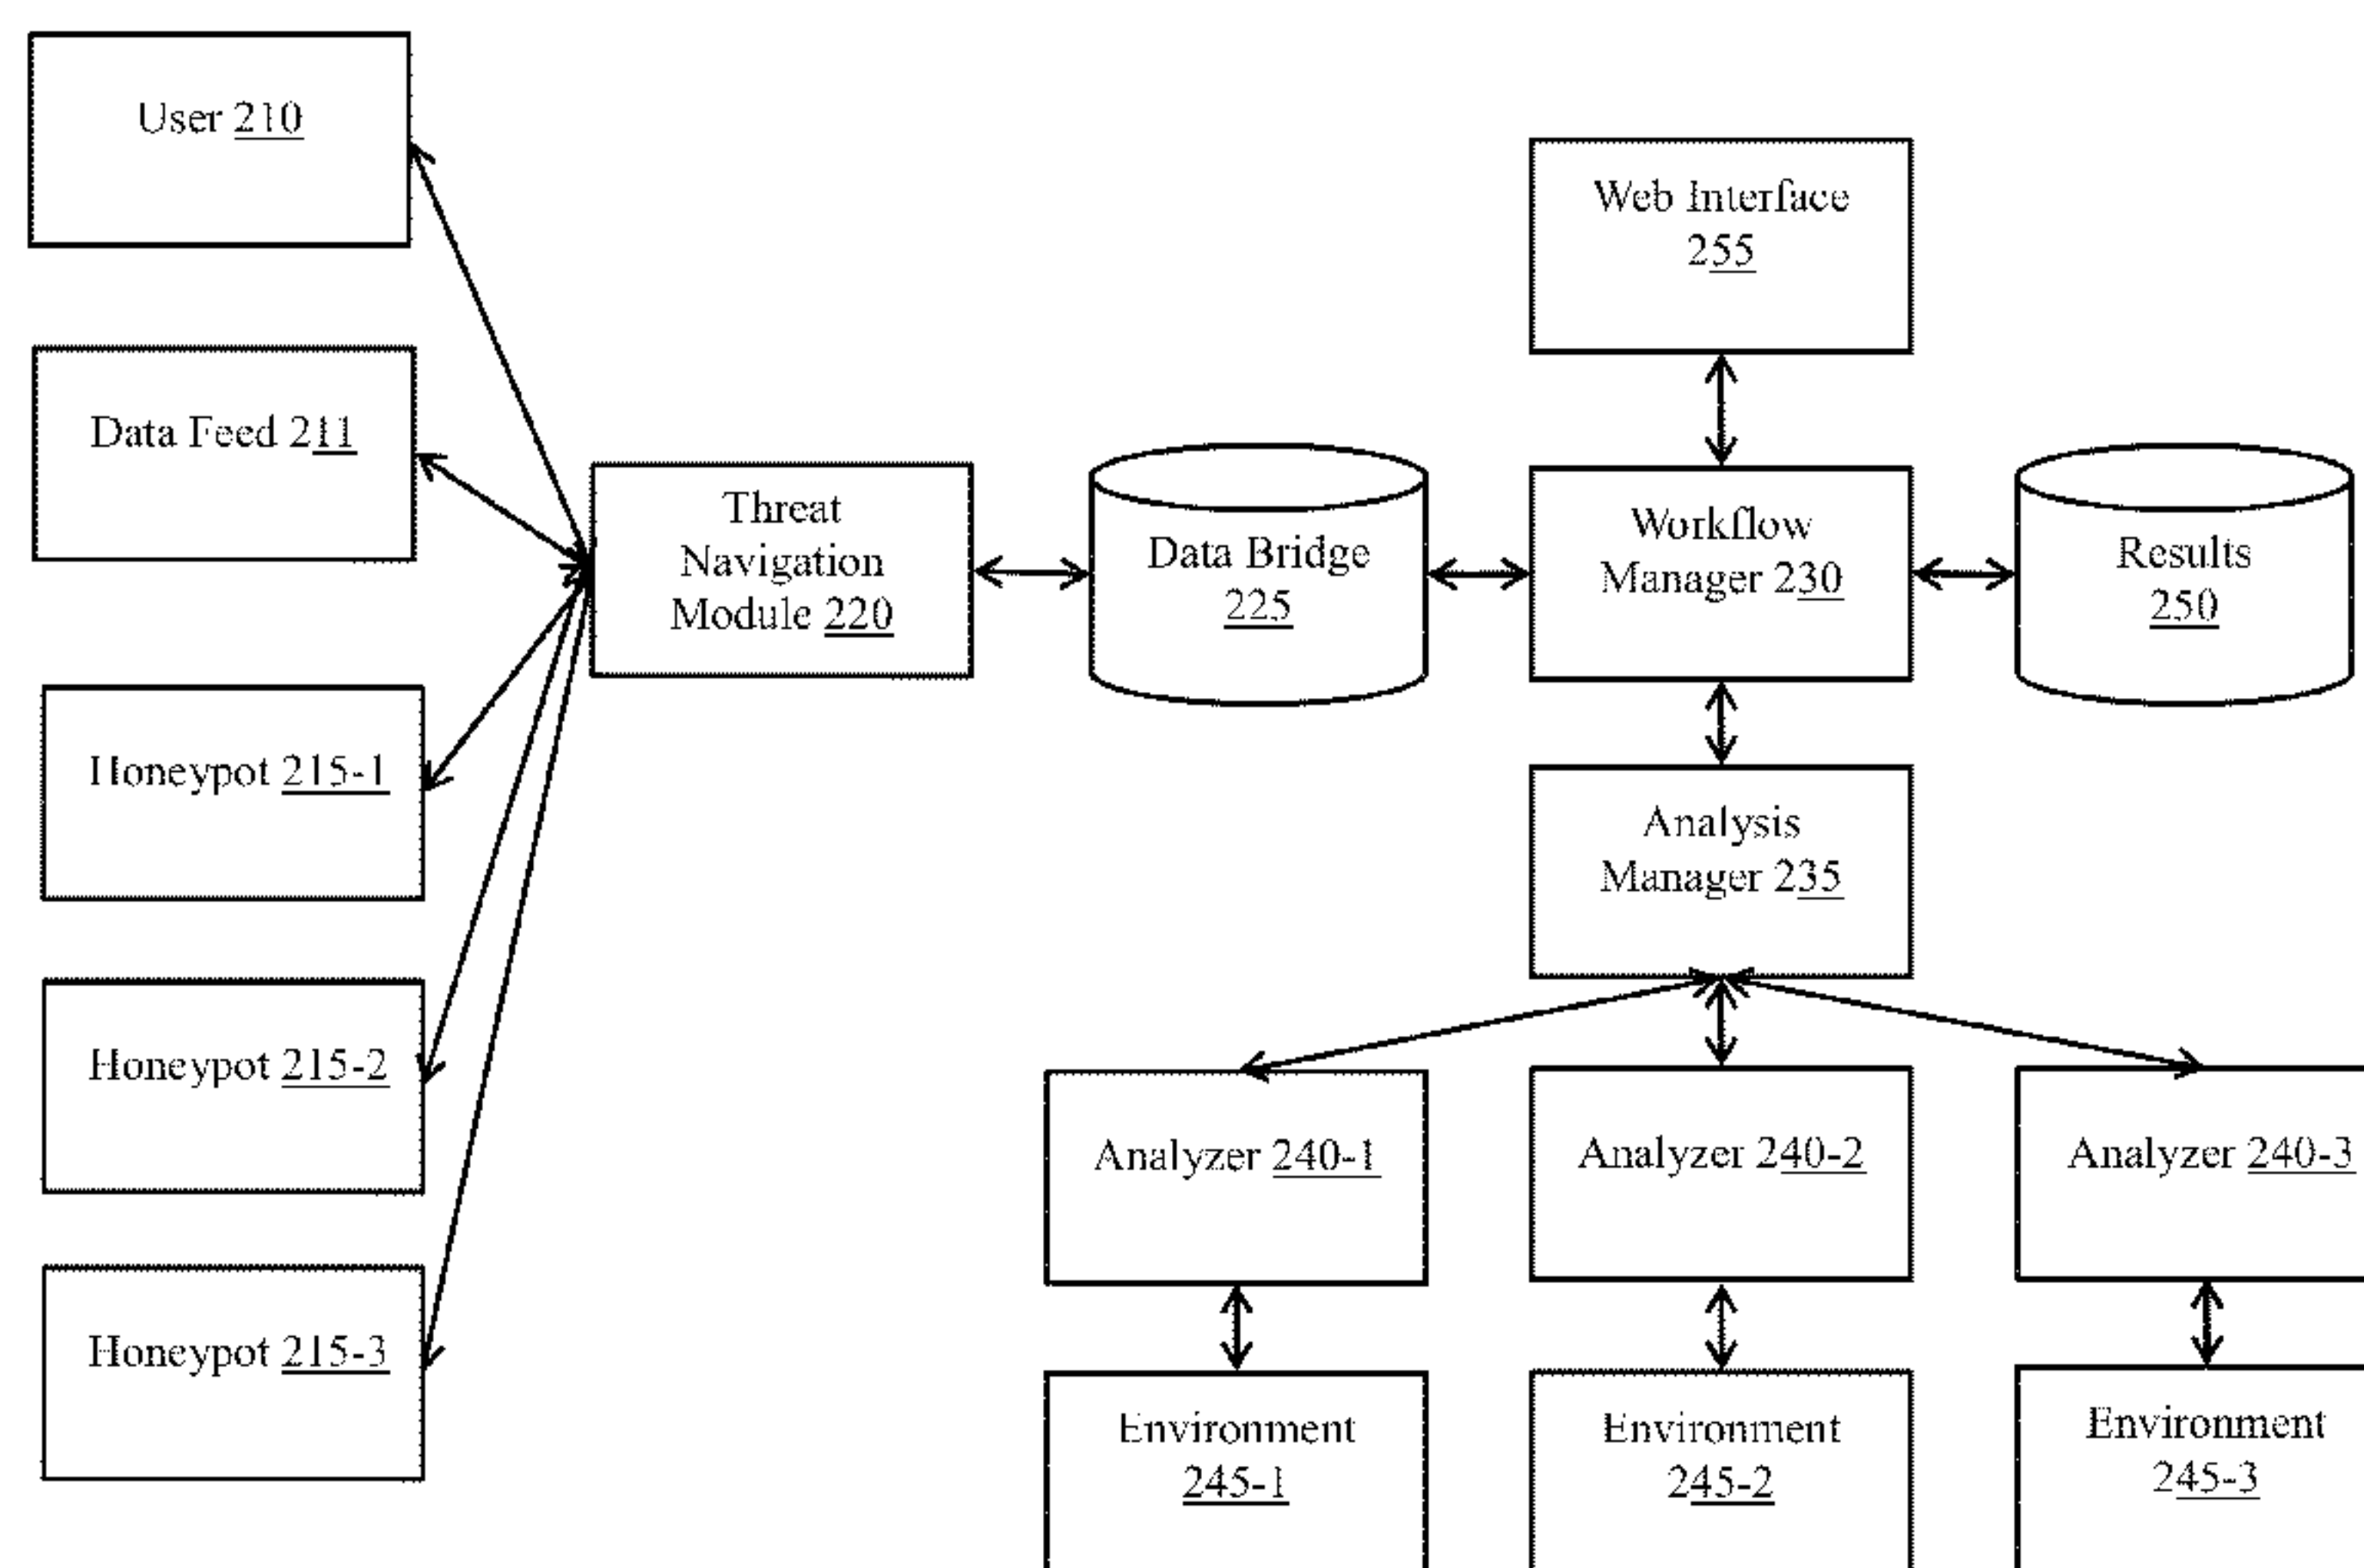 User 210
Data Feed 211
Honeypot 215-1
Honeypot 215-2
Honeypot 215-3
Threat
Navigation
Module 220
Data Bridge
225
Web Interface
255
Workflow
Manager 230
Results
250
Analysis
Manager 235
Analyzer 240-1
Analyzer 240-2
Analyzer 240-3
Environment
245-1
Environment
245-2
Environment
245-3